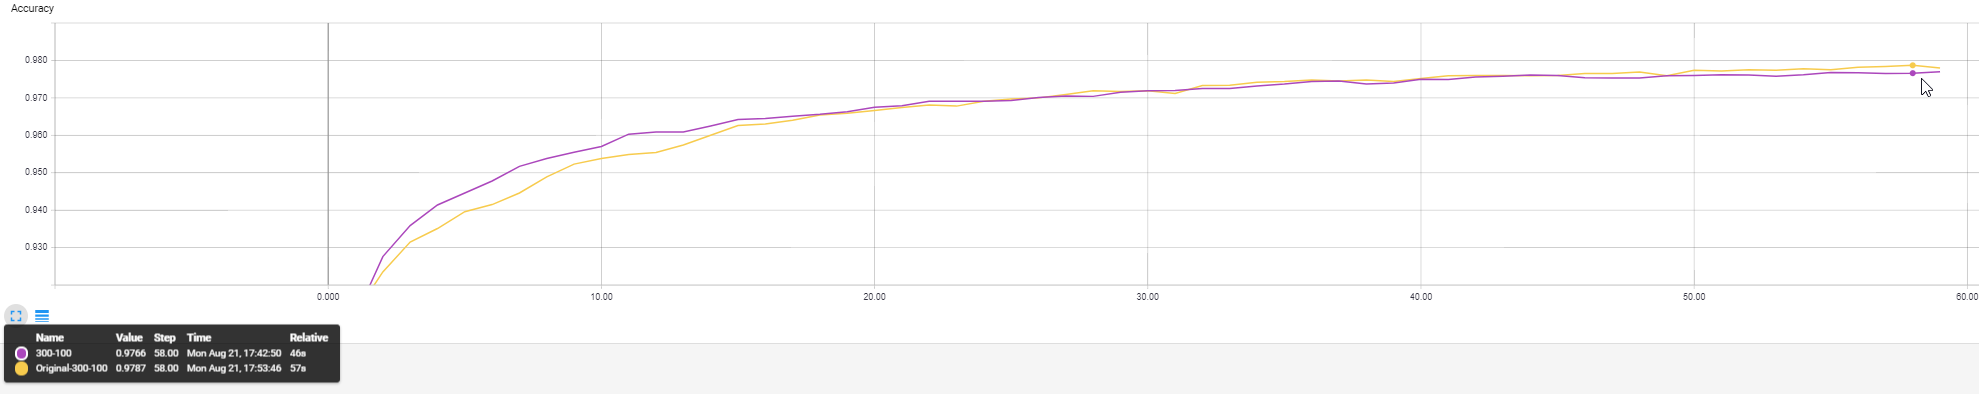 Accuracy
0.980
0.970
0.960
0.950
0.940
0.930
0.000 10.00 20.00 30.00 40.00 50.00 60.00
Name Value Step Time Relative
300-100 0.9766 58.00 Mon Aug 21, 17:42:50 46s
Original-300-100 0.9787 58.00 Mon Aug 21, 17:53:46 57s